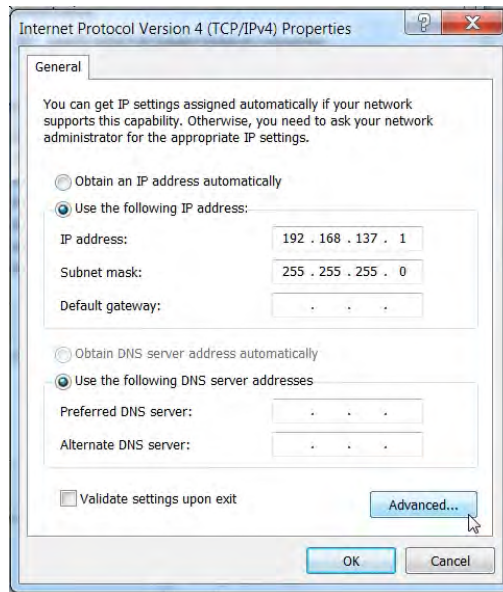 Internet Protocol Version 4 (TCP/IPv4) Properties
General
You can get IP settings assigned automatically if your network
supports this capability. Otherwise, you need to ask your network
administrator for the appropriate IP settings.
Obtain an IP address automatically
Use the following IP address:
IP address: 192 . 168 . 137 . 1
Subnet mask: 255 . 255 . 255 . 0
Default gateway: . . .
Obtain DNS server address automatically
Use the following DNS server addresses
Preferred DNS server: . . .
Alternate DNS server: . . .
Validate settings upon exit
Advanced...
OK Cancel